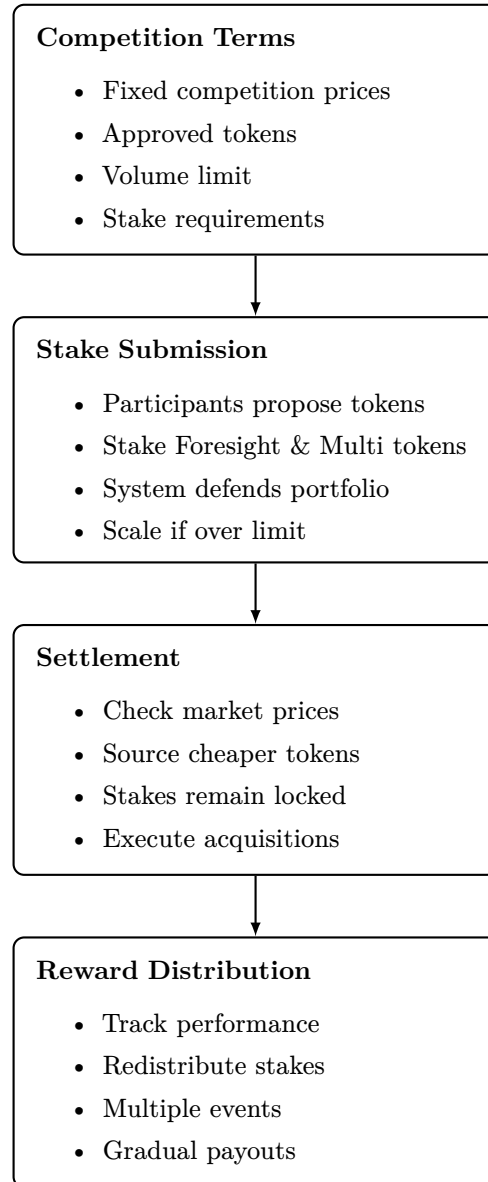 Competition Terms
• Fixed competition prices
• Approved tokens
• Volume limit
• Stake requirements
Stake Submission
• Participants propose tokens
• Stake Foresight & Multi tokens
• System defends portfolio
• Scale if over limit
Settlement
• Check market prices
• Source cheaper tokens
• Stakes remain locked
• Execute acquisitions
Reward Distribution
• Track performance
• Redistribute stakes
• Multiple events
• Gradual payouts